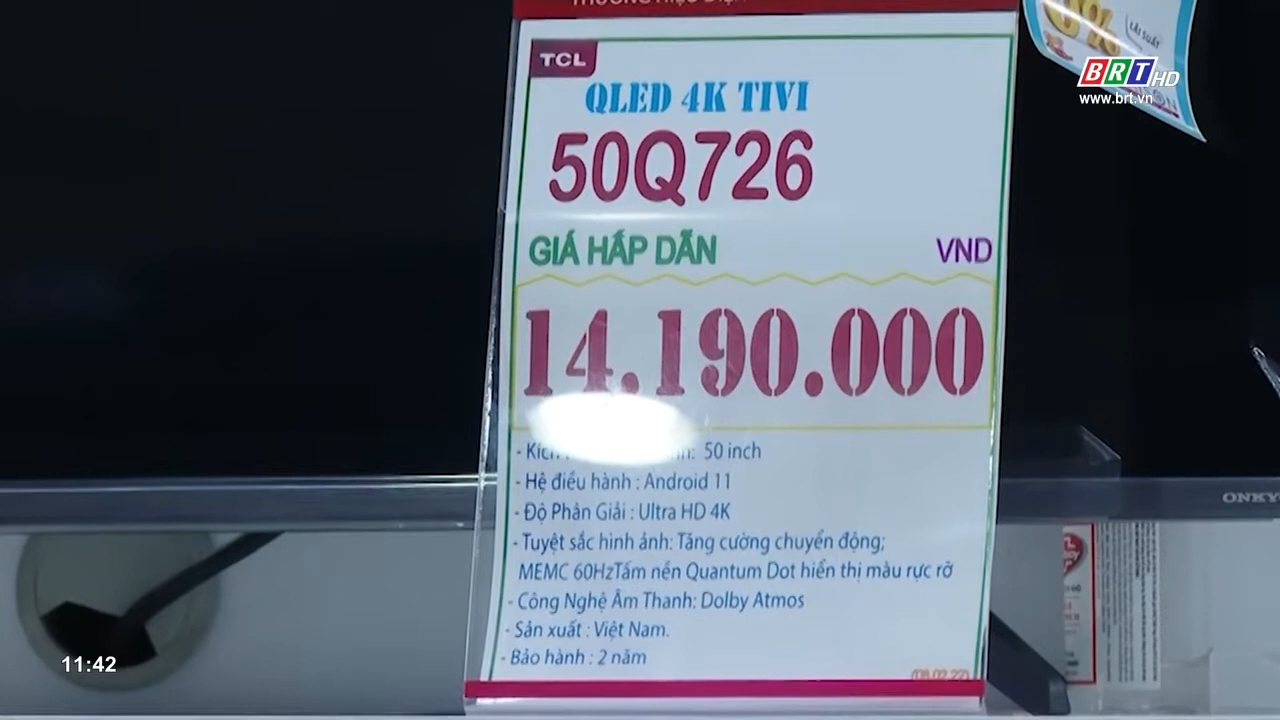 BRT HD
www.brt.vn
TCL
QLED 4K TIVI
50Q726
GIÁ HẤP DẪN VND
14.190.000
50 inch
- Hệ điều hành : Android 11
- Độ Phân Giải : Ultra HD 4K
- Tuyệt sắc hình ảnh: Tăng cường chuyển động;
MEMC 60HzTấm nền Quantum Dot hiển thị màu rực rỡ
- Công Nghệ Âm Thanh: Dolby Atmos
- Sản xuất : Việt Nam.
- Bảo hành : 2 năm
11:42